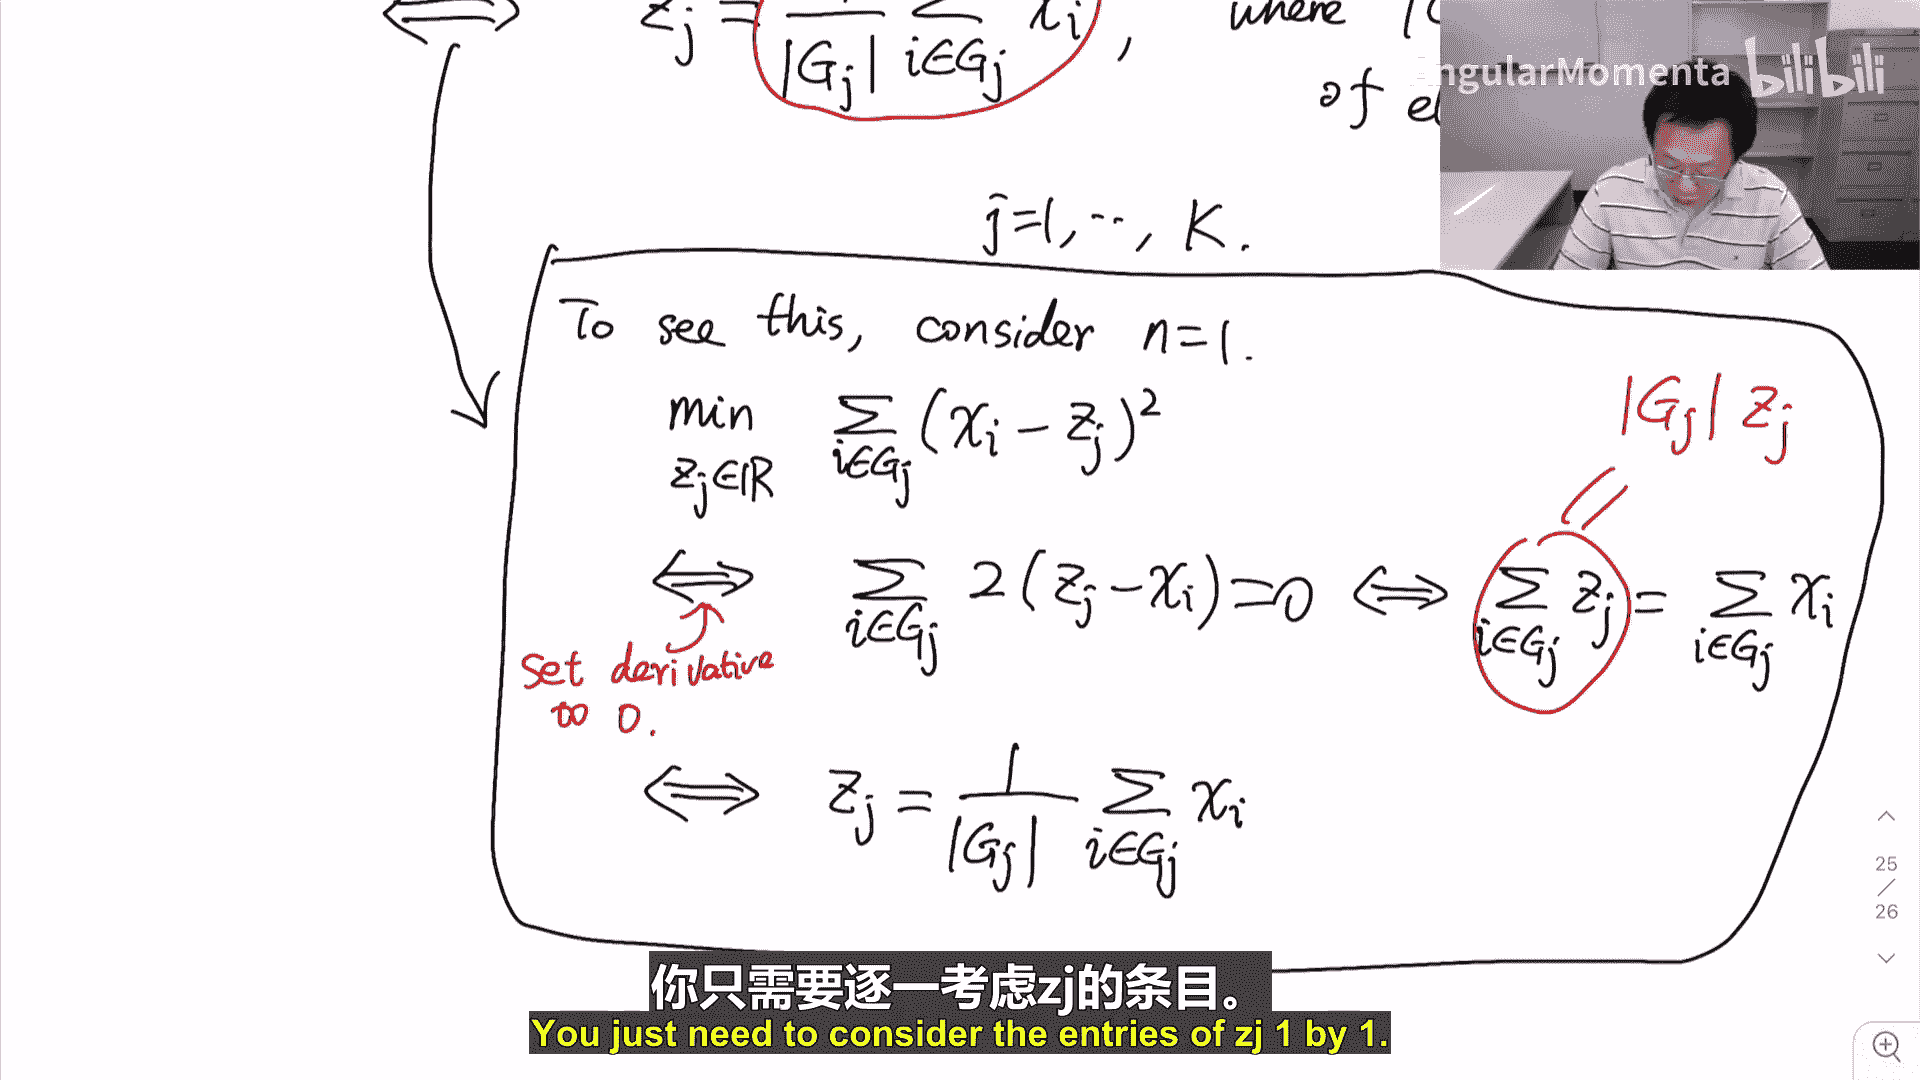 ⟺ z_j = 1/|G_j| Σ_{i∈G_j} x_i , where
of
j=1, ⋯, K.
ngularMomenta bilibili
To see this, consider n=1.
min_{z_j∈ℝ} Σ_{i∈G_j} (x_i − z_j)²
|G_j| z_j
⟺ Σ_{i∈G_j} 2(z_j − x_i)=0 ⟺ Σ_{i∈G_j} z_j = Σ_{i∈G_j} x_i
Set derivative
to 0.
⟺ z_j = 1/|G_j| Σ_{i∈G_j} x_i
25
/
26
你只需要逐一考虑zj的条目。
You just need to consider the entries of zj 1 by 1.